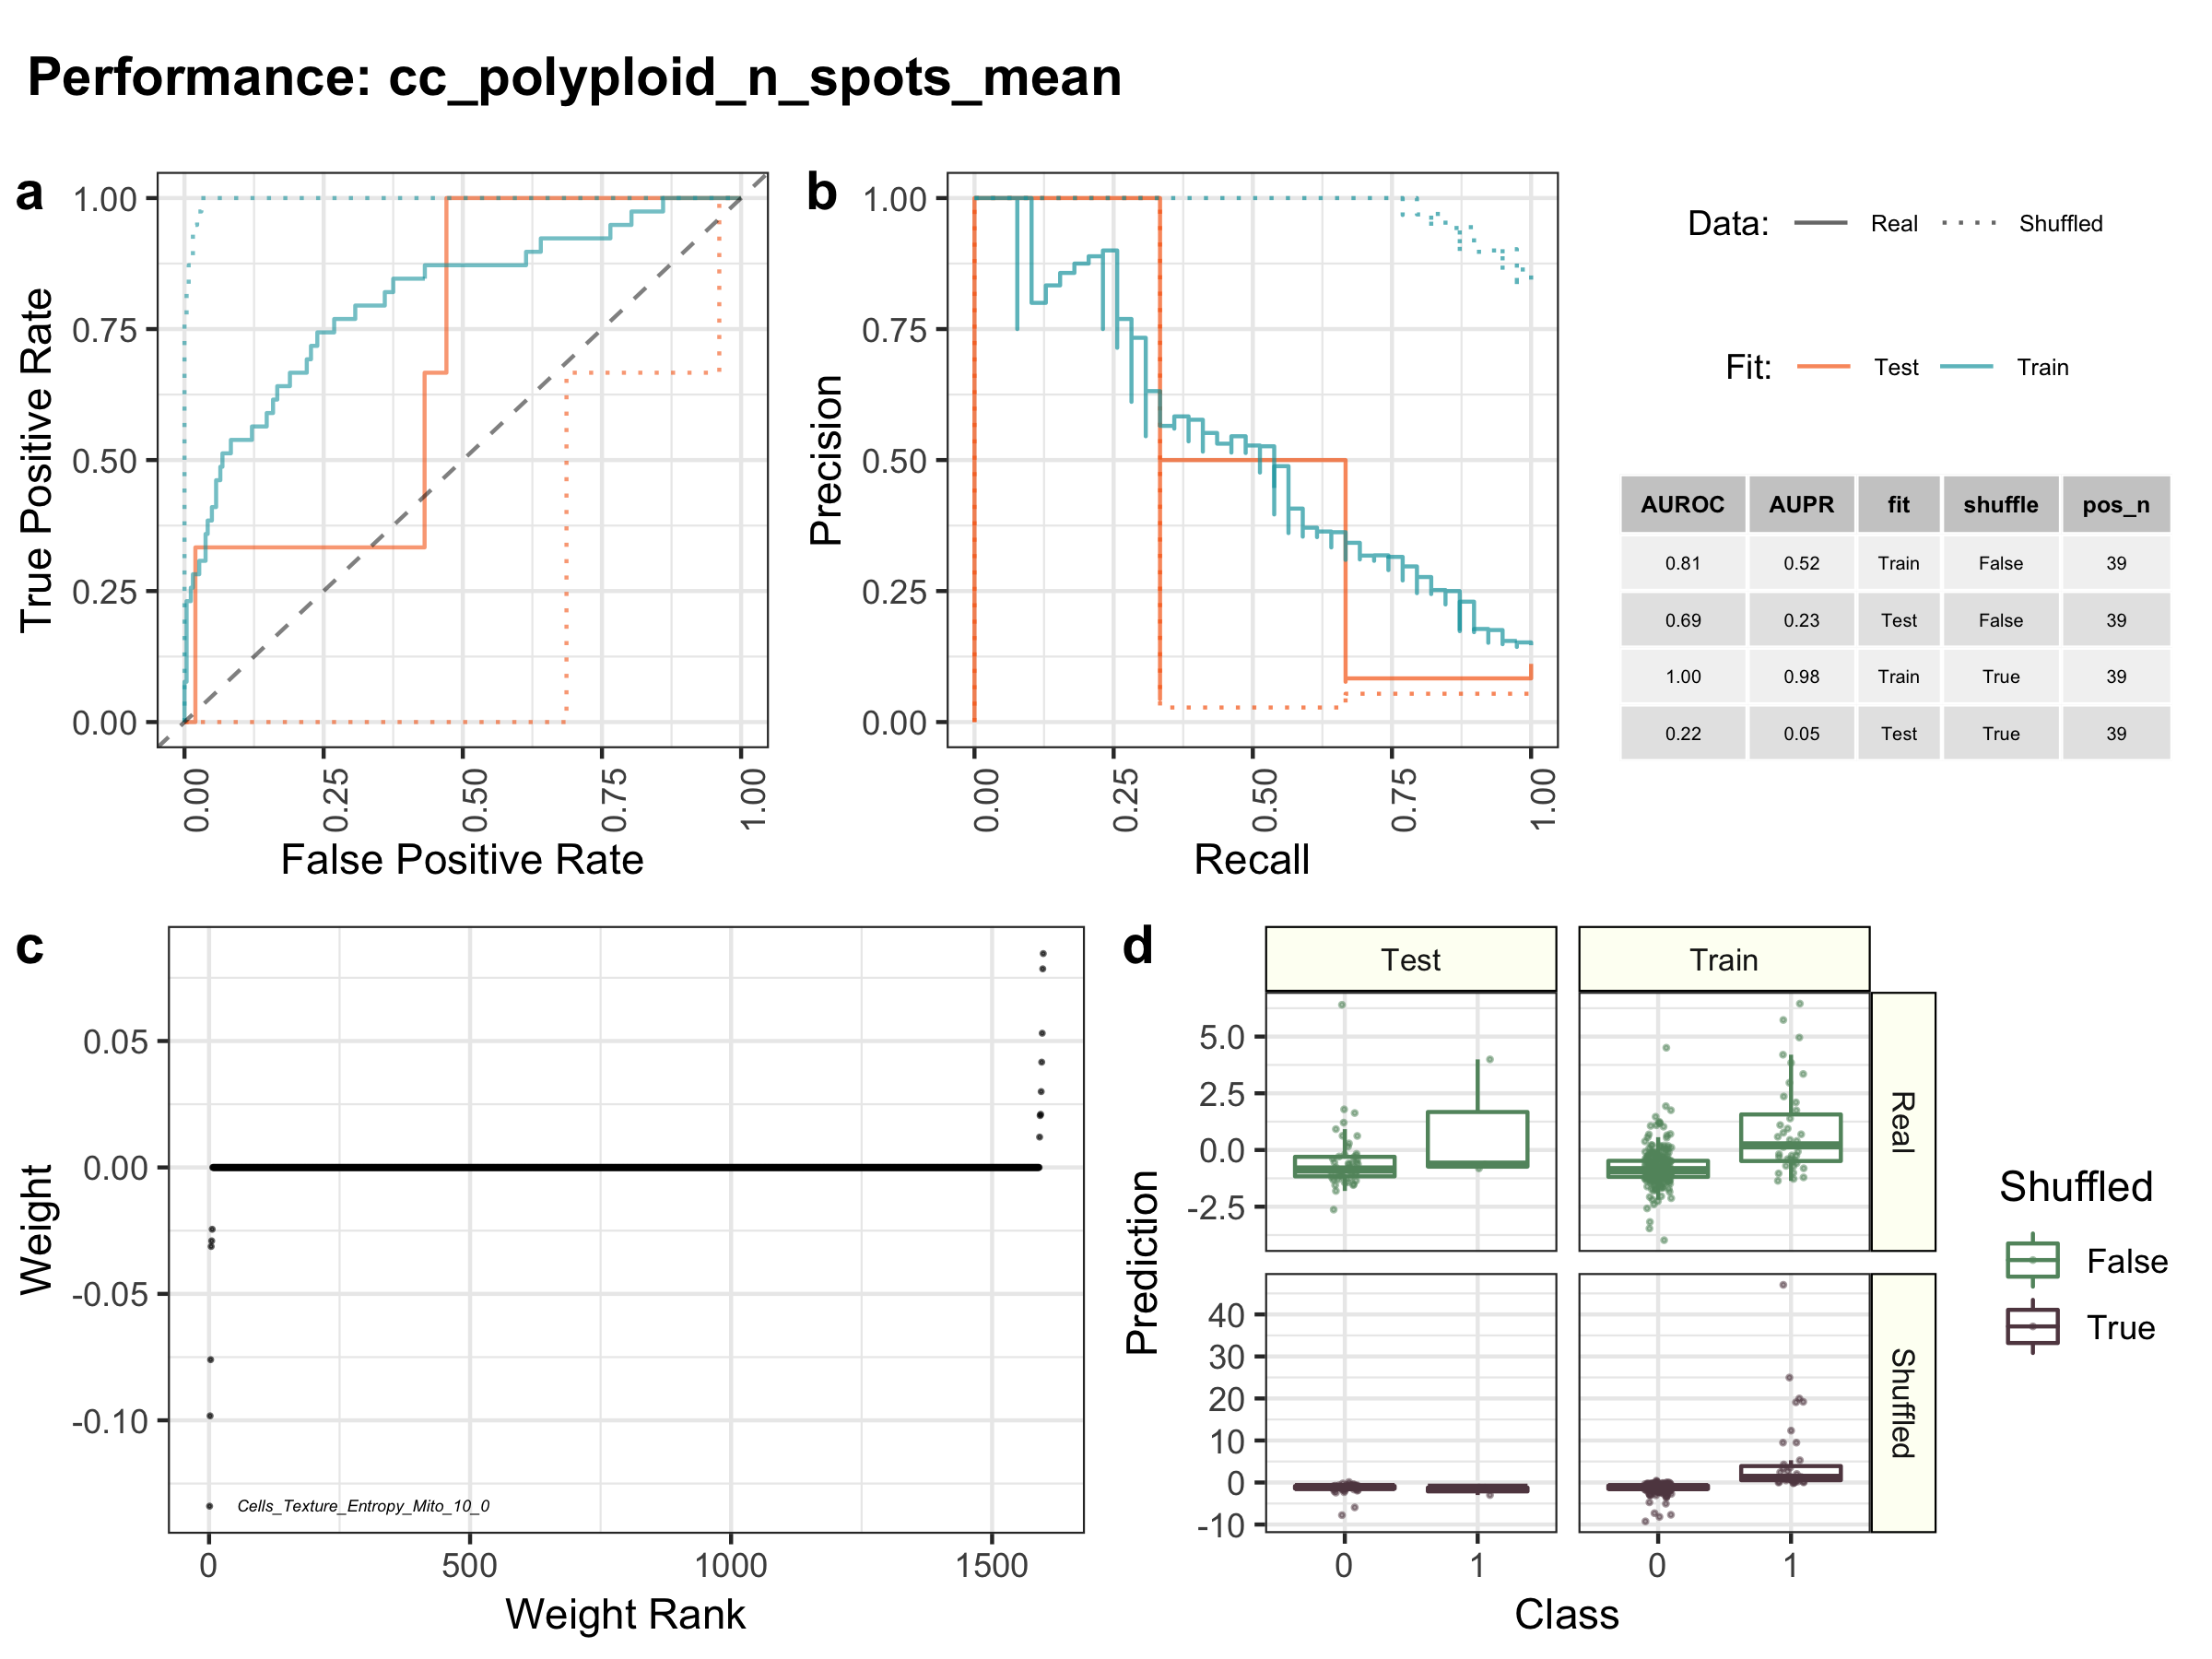 Performance: cc_polyploid_n_spots_mean
a
1.00
0.75
0.50
0.25
0.00
True Positive Rate
0.00
0.25
0.50
0.75
1.00
False Positive Rate
b
1.00
0.75
0.50
0.25
0.00
Precision
0.00
0.25
0.50
0.75
1.00
Recall
Data: Real Shuffled
Fit: Test Train
AUROC AUPR fit shuffle pos_n
0.81 0.52 Train False 39
0.69 0.23 Test False 39
1.00 0.98 Train True 39
0.22 0.05 Test True 39
c
0.05
0.00
-0.05
-0.10
Weight
Cells_Texture_Entropy_Mito_10_0
0 500 1000 1500
Weight Rank
d
Test Train
5.0
2.5
0.0
-2.5
Real
40
30
20
10
0
-10
Shuffled
Prediction
0 1 0 1
Class
Shuffled
False
True